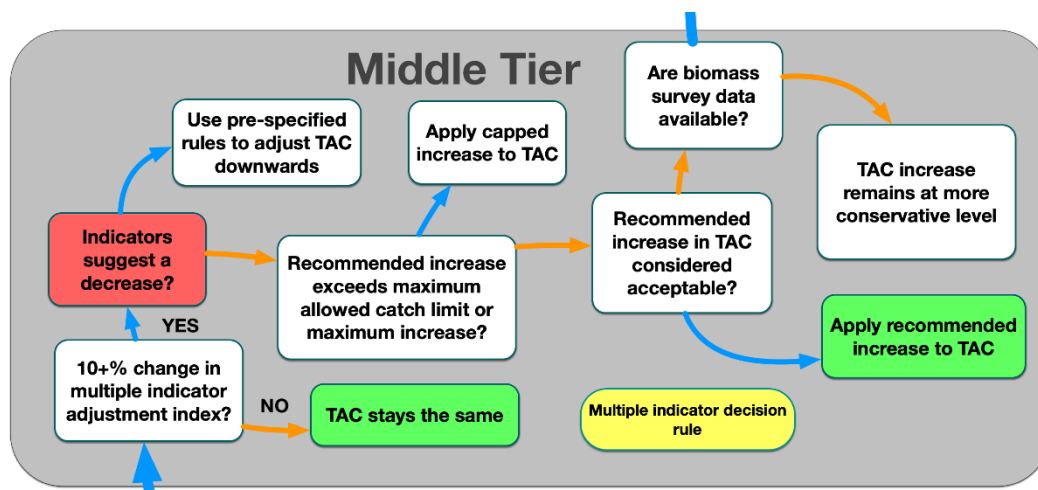 Middle Tier
Use pre-specified
rules to adjust TAC
downwards
Apply capped
increase to TAC
Are biomass
survey data
available?
TAC increase
remains at more
conservative level
Indicators
suggest a
decrease?
Recommended increase
exceeds maximum
allowed catch limit or
maximum increase?
Recommended
increase in TAC
considered
acceptable?
Apply recommended
increase to TAC
YES
10+% change in
multiple indicator
adjustment index?
NO
TAC stays the same
Multiple indicator decision
rule